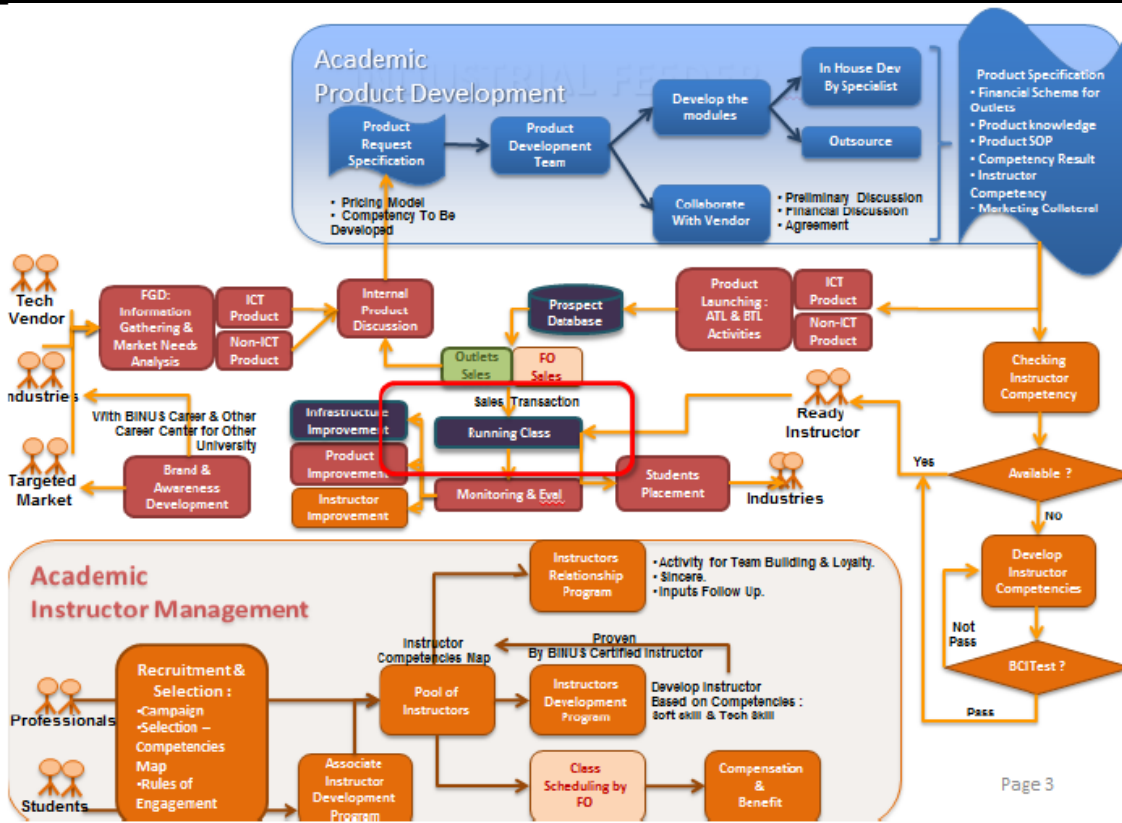 Academic
Product Development
Product
Request
Specification
Product
Development
Team
Develop the
modules
In House Dev
By Specialist
Outsource
Collaborate
With Vendor
• Pricing Model
• Competency To Be
Developed
• Preliminary Discussion
• Financial Discussion
• Agreement
Product Specification
• Financial Schema for
Outlets
• Product knowledge
• Product SOP
• Competency Result
• Instructor
Competency
- Marketing Collateral
Tech
Vendor
FGD:
Information
Gathering &
Market Needs
Analysis
ICT
Product
Non-ICT
Product
Internal
Product
Discussion
Prospect
Database
Product
Launching :
ATL & BTL
Activities
ICT
Product
Non-ICT
Product
Outlets
Sales
FO
Sales
Sales Transaction
Checking
Instructor
Competency
Industries
With BINUS Career & Other
Career Center for Other
University
Infrastructure
Improvement
Running Class
Ready
Instructor
Product
Improvement
Targeted
Market
Brand &
Awareness
Development
Instructor
Improvement
Monitoring & Eval
Students
Placement
Industries
Yes
Available ?
No
Develop
Instructor
Competencies
Not
Pass
BCITest ?
Pass
Academic
Instructor Management
Instructors
Relationship
Program
• Activity for Team Building & Loyalty.
• Sincere.
• Inputs Follow Up.
Instructor
Competencies Map
Proven
By BINUS Certified Instructor
Professionals
Recruitment &
Selection :
•Campaign
•Selection –
Competencies
Map
•Rules of
Engagement
Pool of
Instructors
Instructors
Development
Program
Develop Instructor
Based on Competencies :
Soft skill & Tech Skill
Students
Associate
Instructor
Development
Program
Class
Scheduling by
FO
Compensation
&
Benefit
Page 3